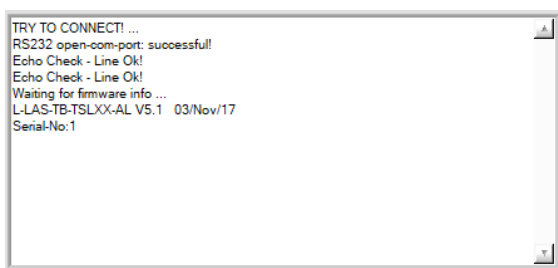 TRY TO CONNECT! ...
RS232 open-com-port: successful!
Echo Check - Line Ok!
Echo Check - Line Ok!
Waiting for firmware info ...
L-LAS-TB-TSLXX-AL V5.1   03/Nov/17
Serial-No:1